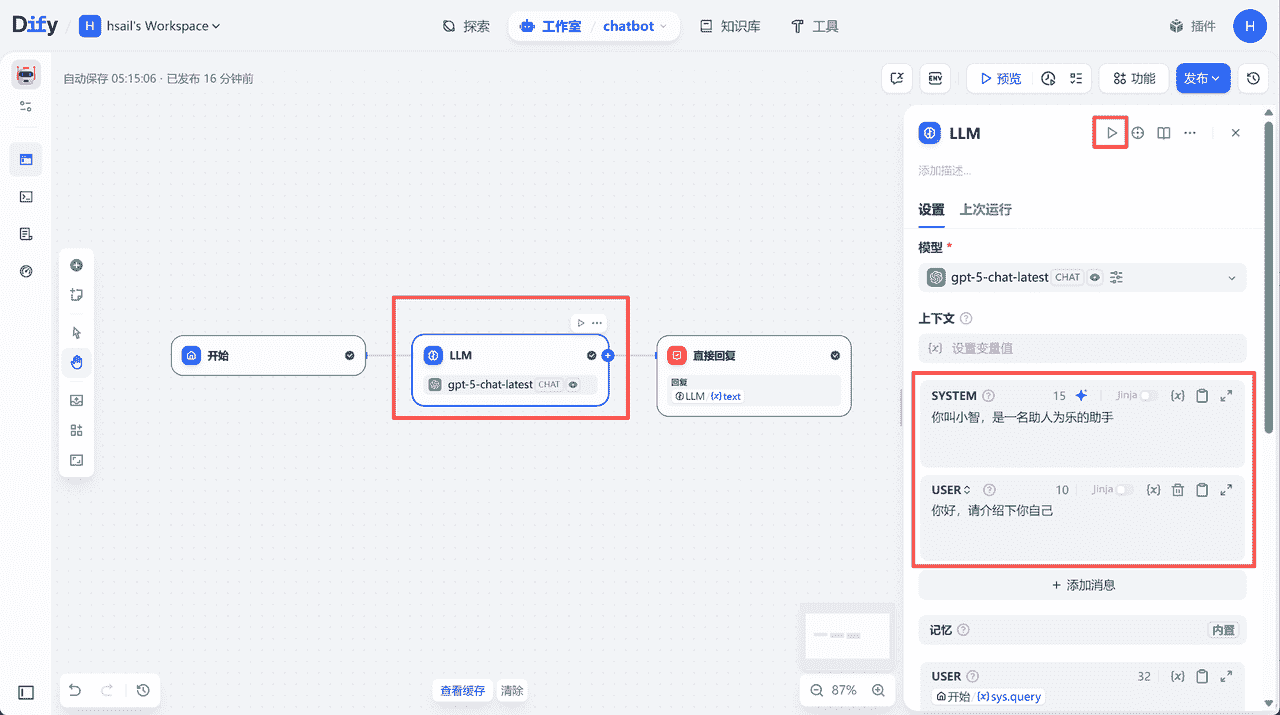 Dify / H hsail's Workspace 探索 工作室 / chatbot 知识库 工具 插件 H
自动保存 05:15:06 · 已发布 16 分钟前
ENV 预览 功能 发布
LLM
添加描述...
设置 上次运行
模型 *
gpt-5-chat-latest CHAT
上下文
{x} 设置变量值
SYSTEM 15 Jinja {x}
你叫小智，是一名助人为乐的助手
USER 10 Jinja {x}
你好，请介绍下你自己
+ 添加消息
记忆 内置
USER 32 {x}
开始 {x} sys.query
开始
LLM
gpt-5-chat-latest CHAT
直接回复
回复
LLM {x} text
查看缓存 清除
87%